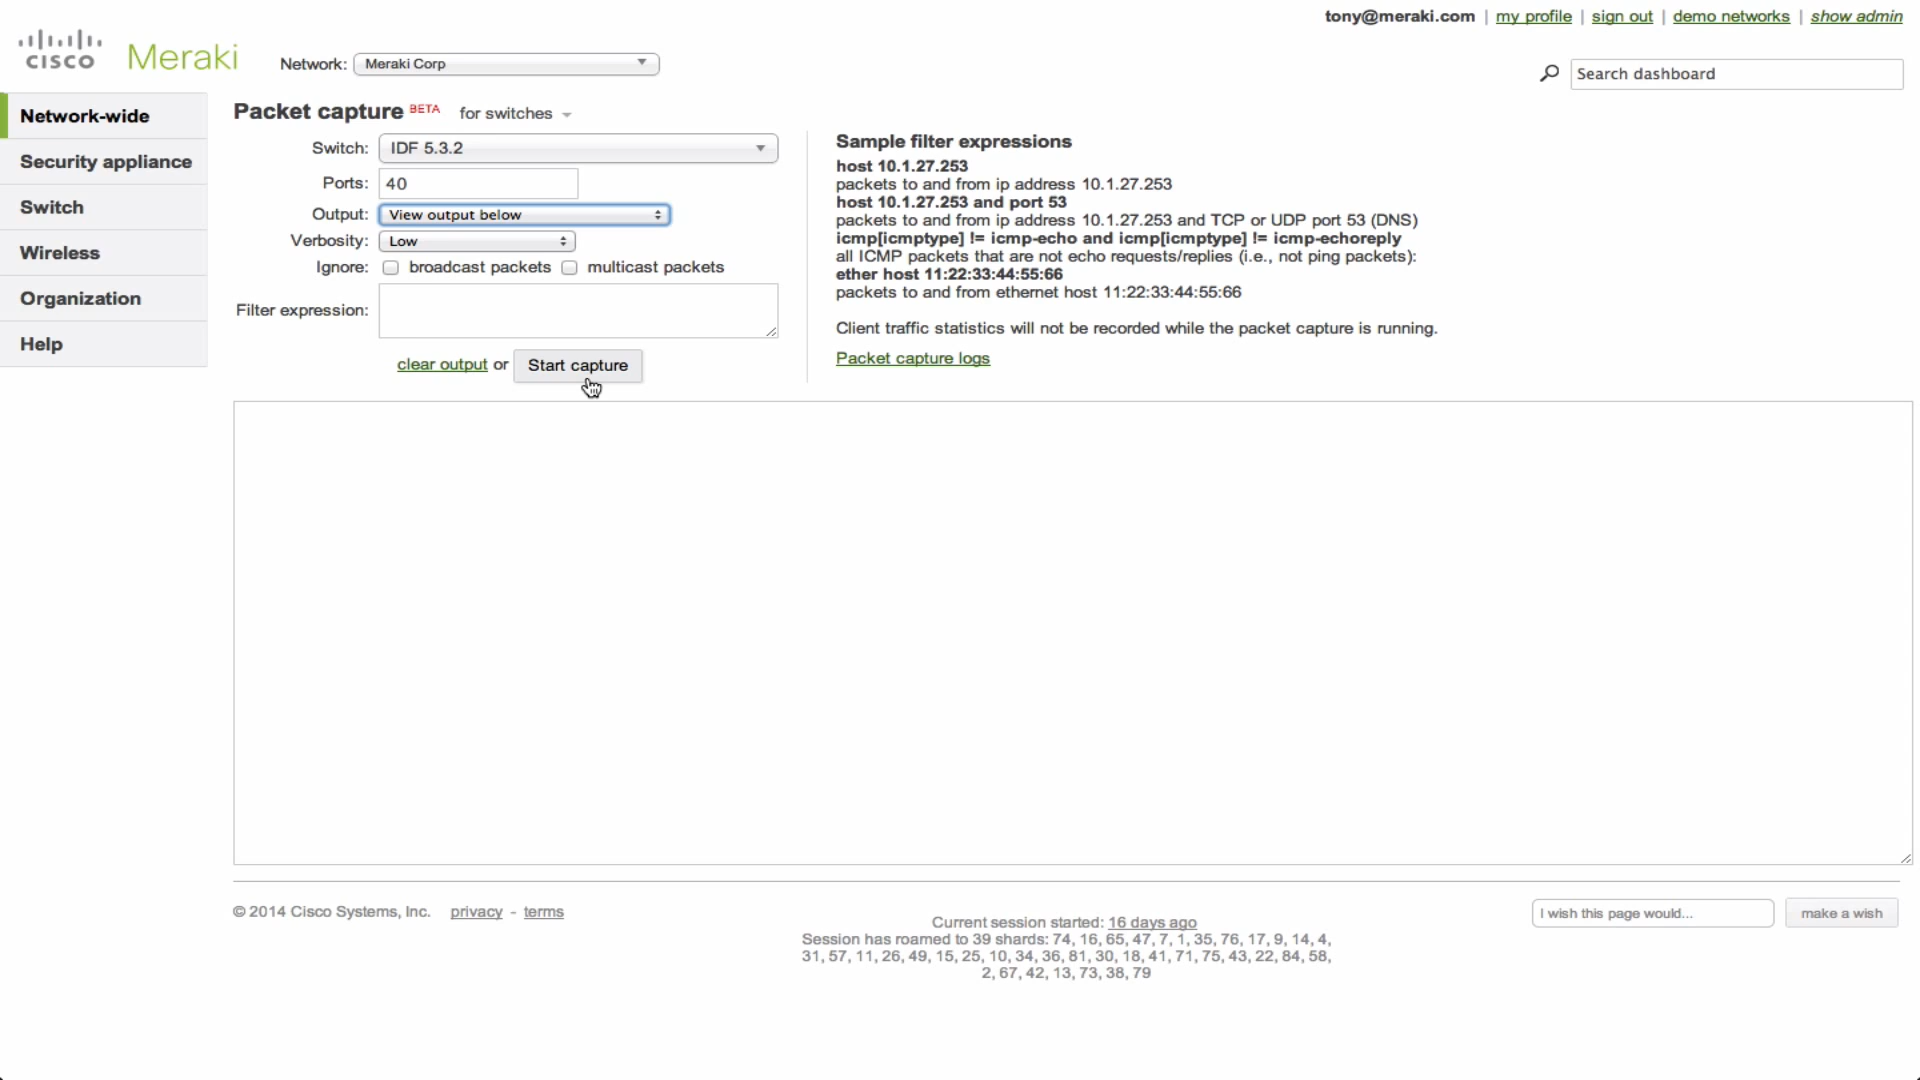 tony@meraki.com | my profile | sign out | demo networks | show admin
CISCO Meraki
Network: Meraki Corp
Search dashboard
Network-wide
Security appliance
Switch
Wireless
Organization
Help
Packet capture BETA for switches
Switch: IDF 5.3.2
Ports: 40
Output: View output below
Verbosity: Low
Ignore: broadcast packets multicast packets
Filter expression:
clear output or Start capture
Sample filter expressions
host 10.1.27.253
packets to and from ip address 10.1.27.253
host 10.1.27.253 and port 53
packets to and from ip address 10.1.27.253 and TCP or UDP port 53 (DNS)
icmp[icmptype] != icmp-echo and icmp[icmptype] != icmp-echoreply
all ICMP packets that are not echo requests/replies (i.e., not ping packets):
ether host 11:22:33:44:55:66
packets to and from ethernet host 11:22:33:44:55:66
Client traffic statistics will not be recorded while the packet capture is running.
Packet capture logs
© 2014 Cisco Systems, Inc. privacy - terms
Current session started: 16 days ago
Session has roamed to 39 shards: 74, 16, 65, 47, 7, 1, 35, 76, 17, 9, 14, 4,
31, 57, 11, 26, 49, 15, 25, 10, 34, 36, 81, 30, 18, 41, 71, 75, 43, 22, 84, 58,
2, 67, 42, 13, 73, 38, 79
I wish this page would... make a wish